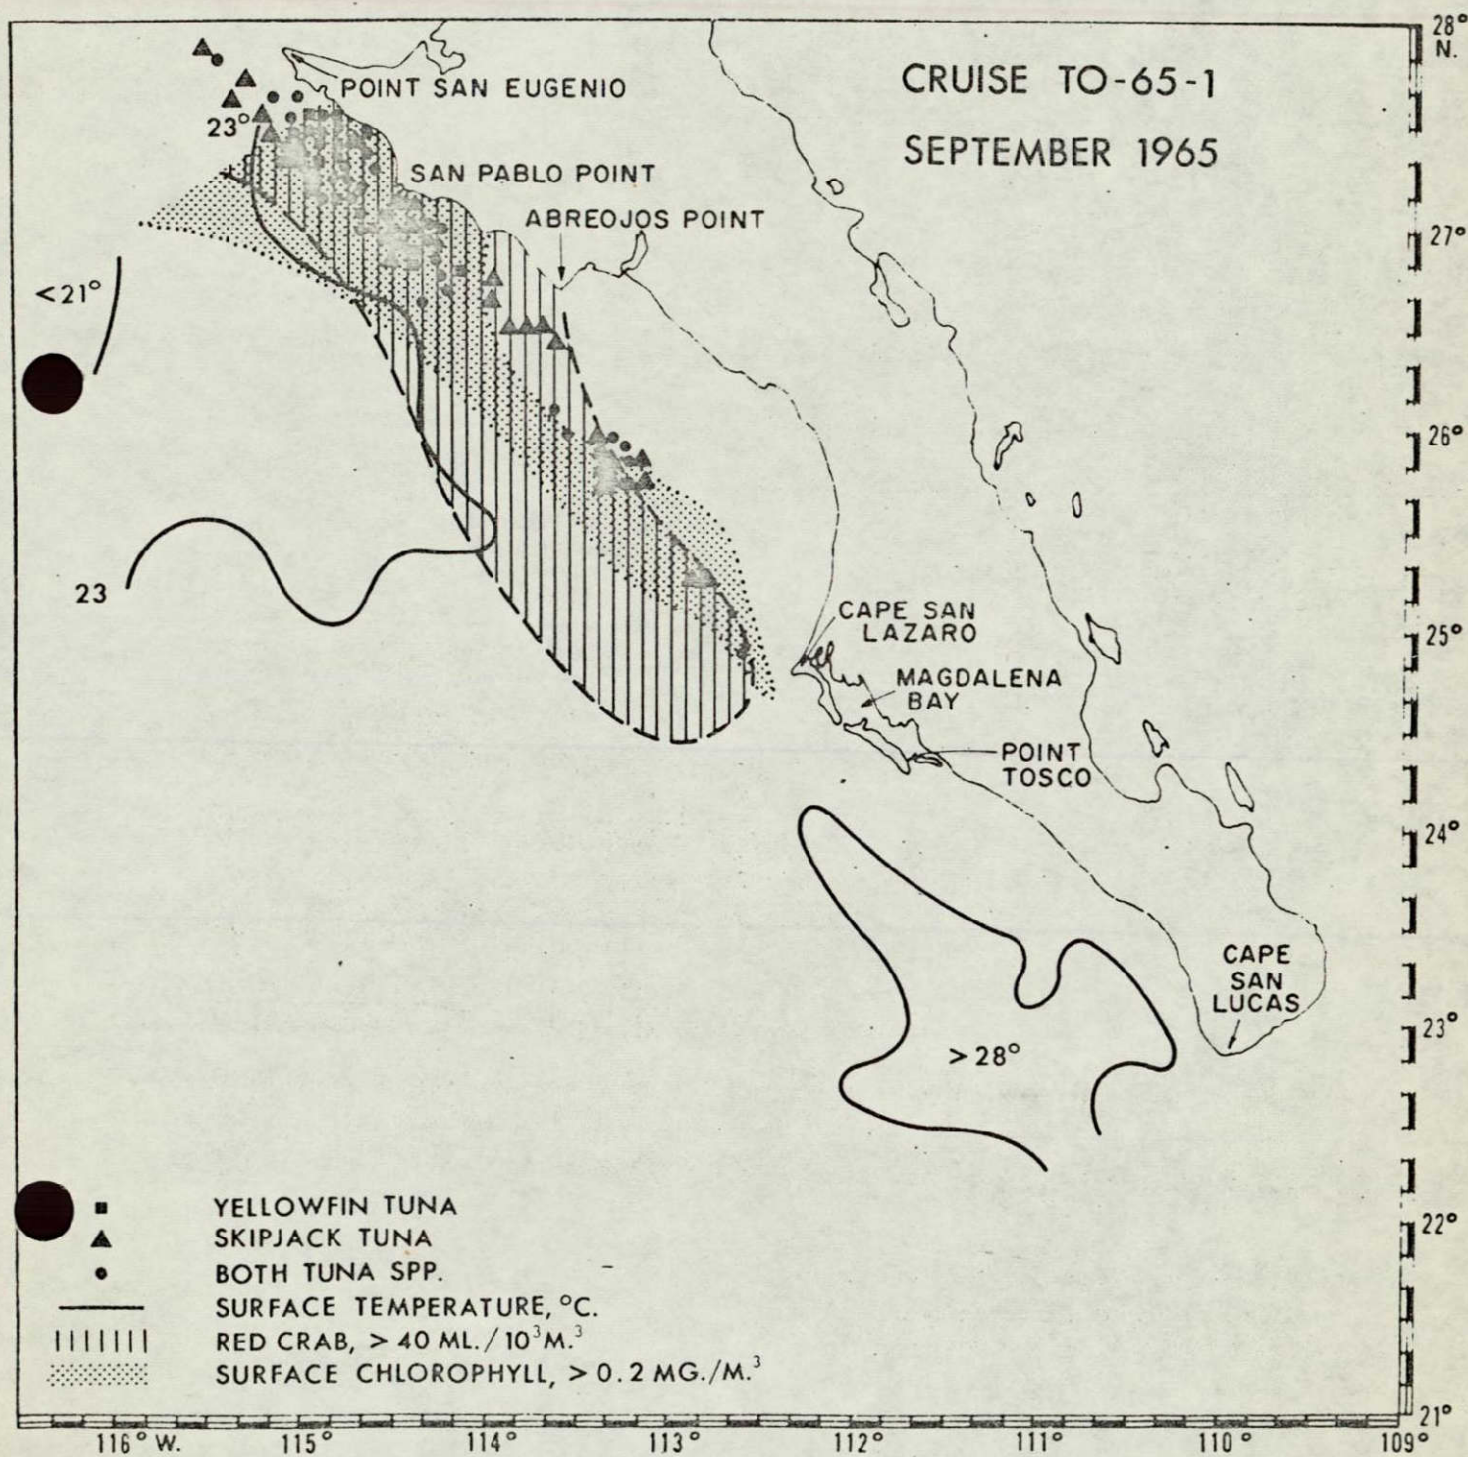 28°
N.
CRUISE TO-65-1
SEPTEMBER 1965
POINT SAN EUGENIO
23°
SAN PABLO POINT
ABREOJOS POINT
27°
<21°
26°
23
CAPE SAN
LAZARO
25°
MAGDALENA
BAY
POINT
TOSCO
24°
CAPE
SAN
LUCAS
23°
>28°
22°
YELLOWFIN TUNA
SKIPJACK TUNA
BOTH TUNA SPP.
SURFACE TEMPERATURE, °C.
RED CRAB, > 40 ML./10³M.³
SURFACE CHLOROPHYLL, > 0.2 MG./M.³
21°
116° W. 115° 114° 113° 112° 111° 110° 109°